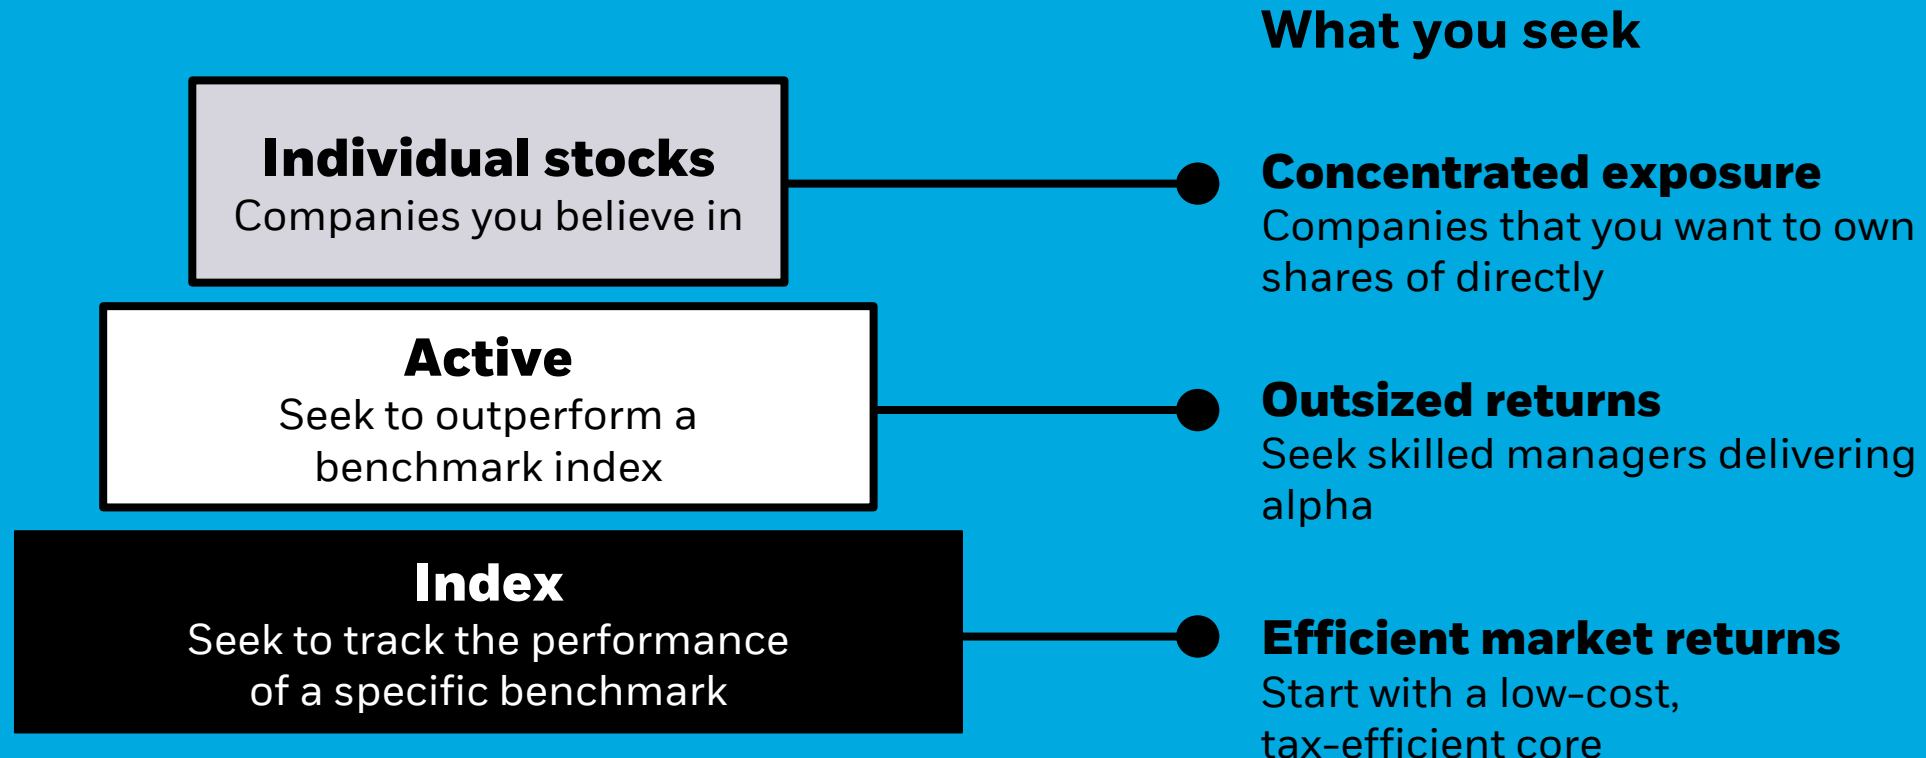 What you seek
Individual stocks
Companies you believe in
Concentrated exposure
Companies that you want to own
shares of directly
Active
Seek to outperform a
benchmark index
Outsized returns
Seek skilled managers delivering
alpha
Index
Seek to track the performance
of a specific benchmark
Efficient market returns
Start with a low-cost,
tax-efficient core